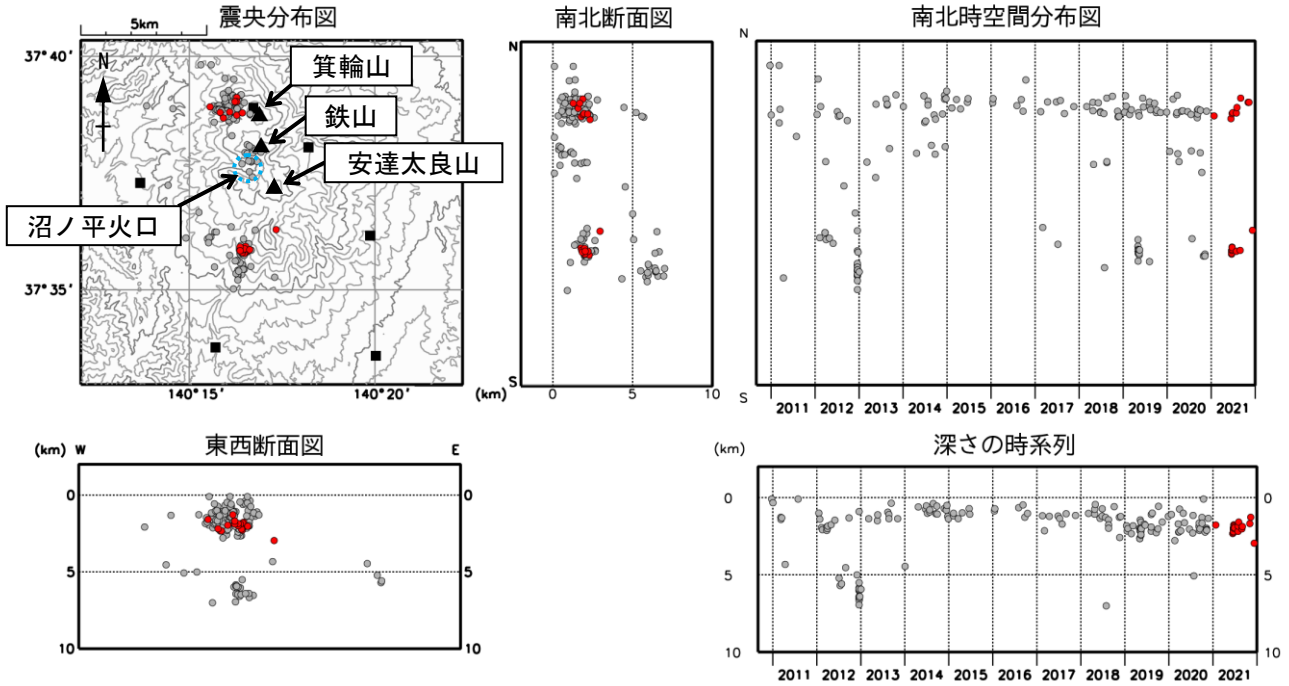 震央分布図
5km
37°40'
N
箕輪山
鉄山
安達太良山
沼ノ平火口
37°35'
140°15'
140°20'
南北断面図
N
S
(km)
0
5
10
南北時空間分布図
N
S
2011
2012
2013
2014
2015
2016
2017
2018
2019
2020
2021
東西断面図
(km) W
E
0
0
5
5
10
10
深さの時系列
(km)
0
0
5
5
10
10
2011
2012
2013
2014
2015
2016
2017
2018
2019
2020
2021